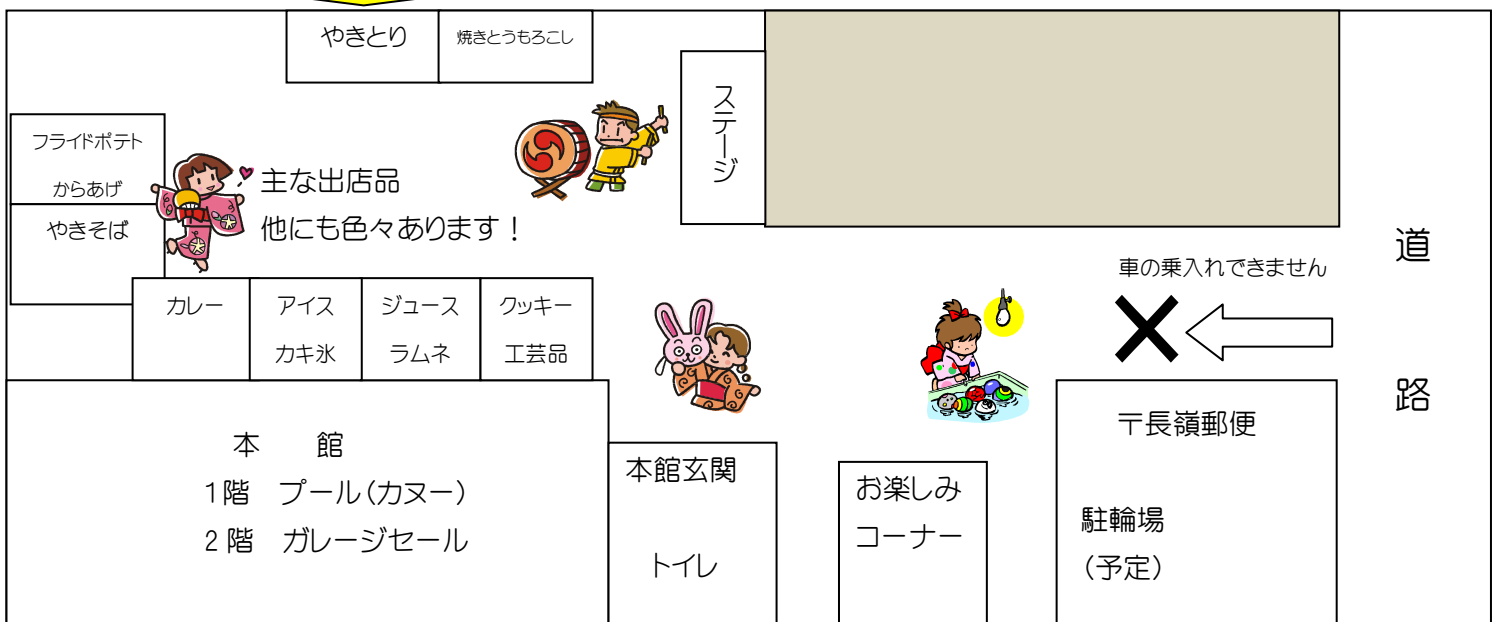 やきとり
焼きとうもろこし
ステージ
フライドポテト
からあげ
やきそば
主な出店品
他にも色々あります！
道
路
車の乗入れできません
カレー
アイス
カキ氷
ジュース
ラムネ
クッキー
工芸品
本　館
1階　プール(カヌー)
2階　ガレージセール
本館玄関
トイレ
お楽しみ
コーナー
〒長嶺郵便
駐輪場
(予定)